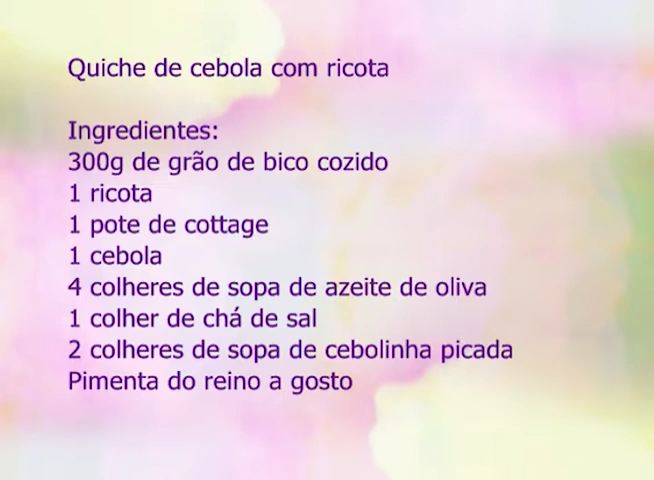 Quiche de cebola com ricota
Ingredientes:
300g de grão de bico cozido
1 ricota
1 pote de cottage
1 cebola
4 colheres de sopa de azeite de oliva
1 colher de chá de sal
2 colheres de sopa de cebolinha picada
Pimenta do reino a gosto